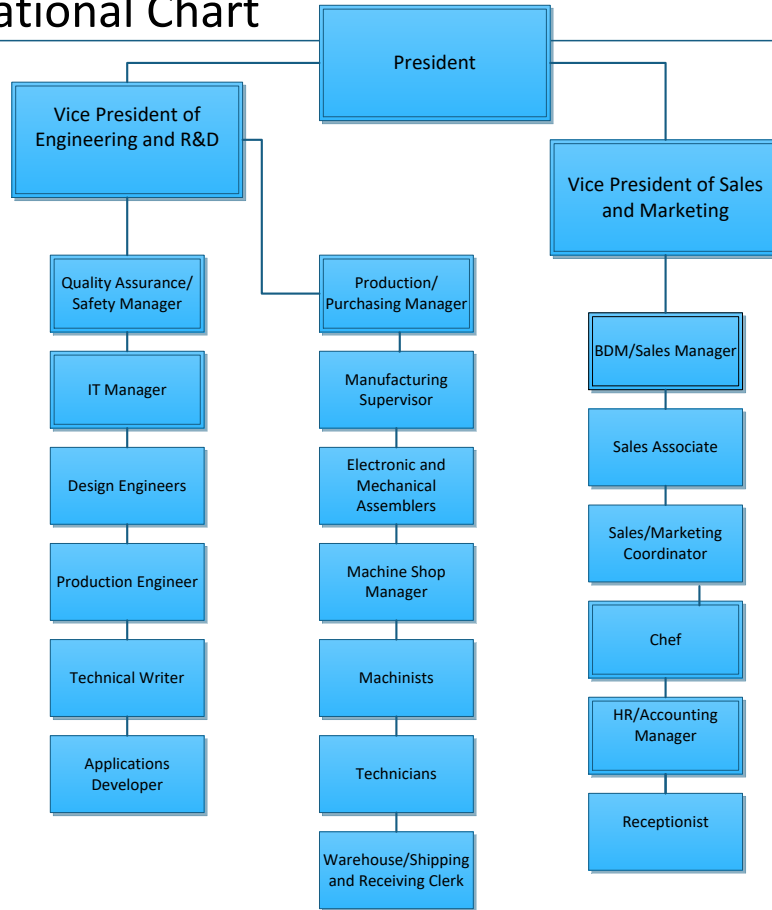 ational Chart
President
Vice President of
Engineering and R&D
Vice President of Sales
and Marketing
Quality Assurance/
Safety Manager
IT Manager
Design Engineers
Production Engineer
Technical Writer
Applications
Developer
Production/
Purchasing Manager
Manufacturing
Supervisor
Electronic and
Mechanical
Assemblers
Machine Shop
Manager
Machinists
Technicians
Warehouse/Shipping
and Receiving Clerk
BDM/Sales Manager
Sales Associate
Sales/Marketing
Coordinator
Chef
HR/Accounting
Manager
Receptionist